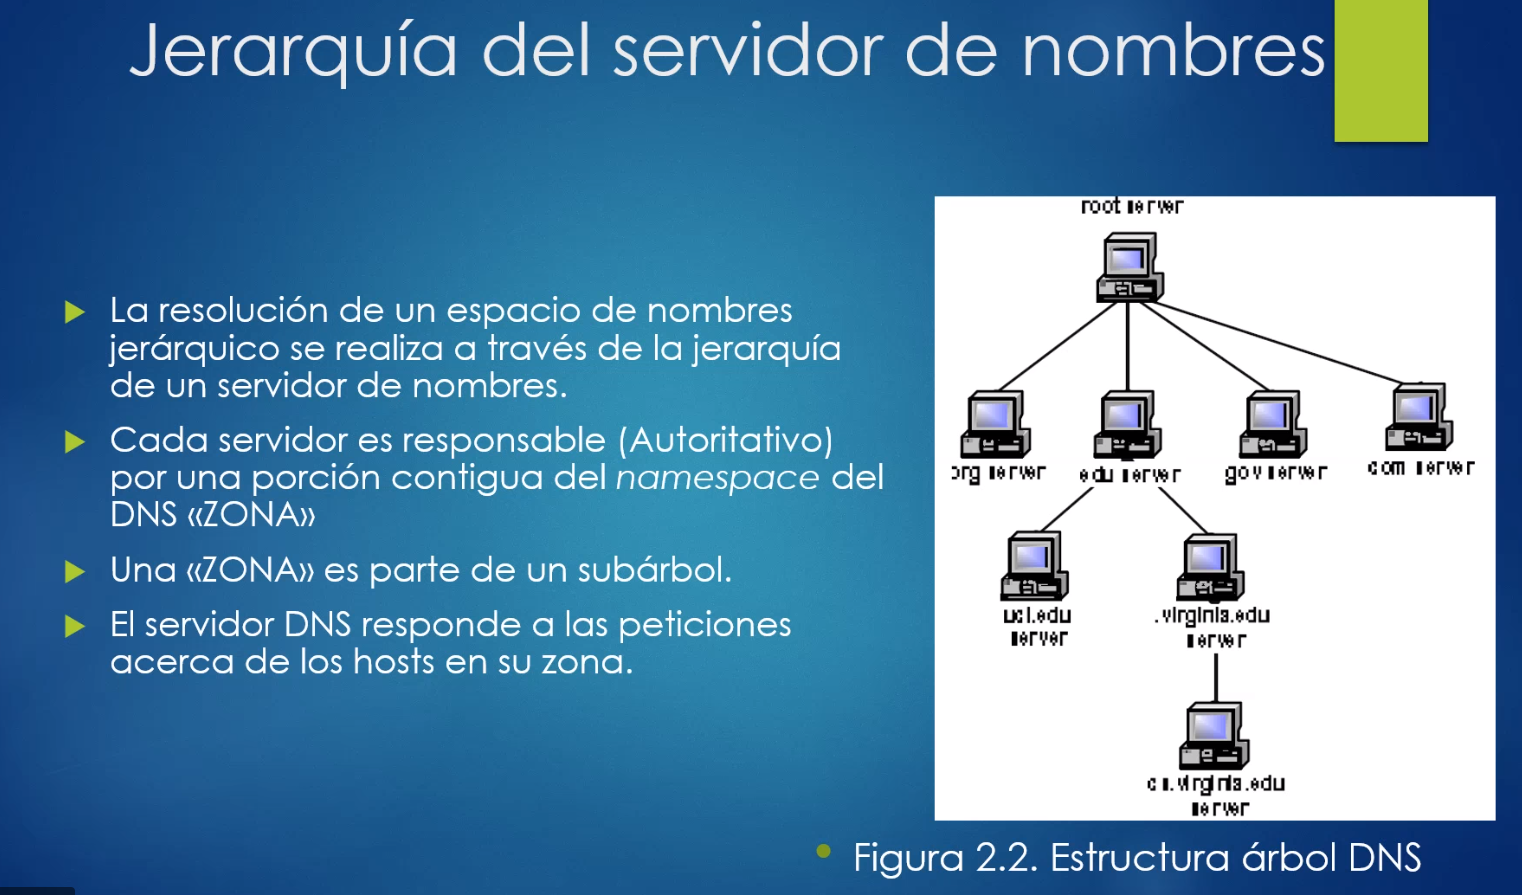 Jerarquía del servidor de nombres
La resolución de un espacio de nombres
jerárquico se realiza a través de la jerarquía
de un servidor de nombres.
Cada servidor es responsable (Autoritativo)
por una porción contigua del namespace del
DNS «ZONA»
Una «ZONA» es parte de un subárbol.
El servidor DNS responde a las peticiones
acerca de los hosts en su zona.
root server
org server
edu server
gov server
com server
uci.edu
server
.virginia.edu
server
cs.virginia.edu
server
Figura 2.2. Estructura árbol DNS